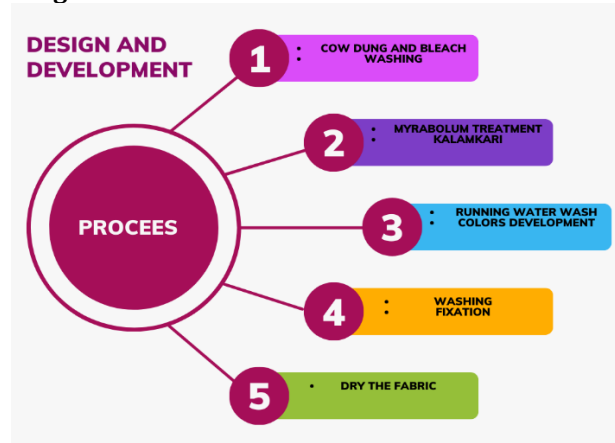 DESIGN AND
DEVELOPMENT
1
• COW DUNG AND BLEACH
• WASHING
2
• MYRABOLUM TREATMENT
• KALAMKARI
PROCEES
3
• RUNNING WATER WASH
• COLORS DEVELOPMENT
4
• WASHING
• FIXATION
5
• DRY THE FABRIC